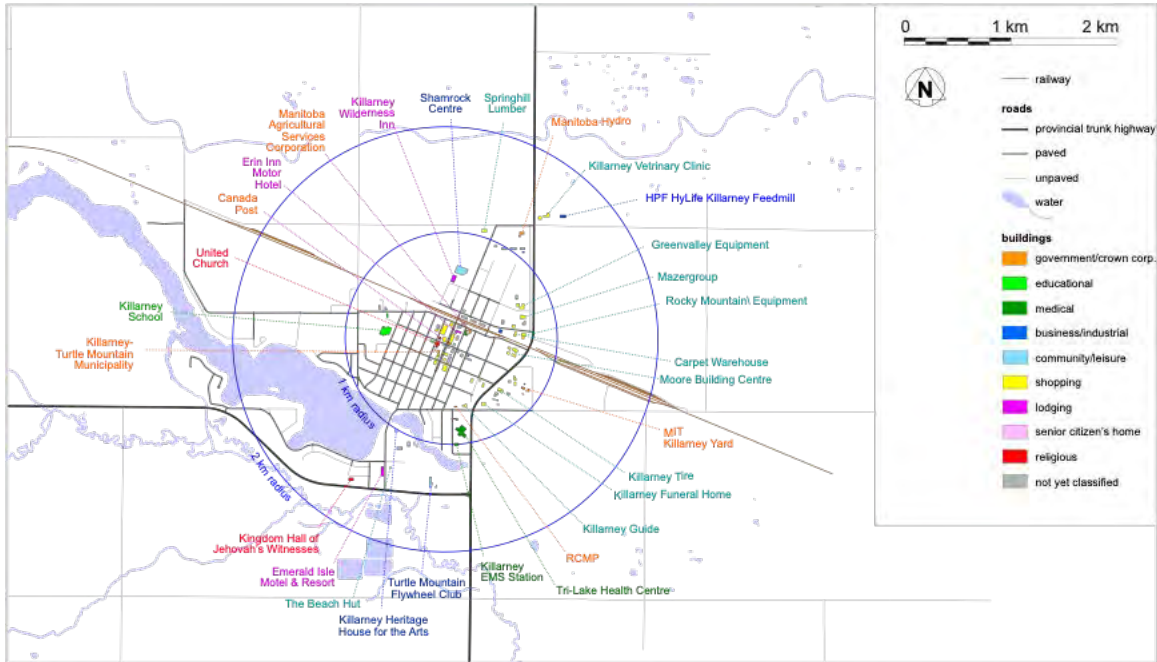 0 1 km 2 km
N
railway
roads
provincial trunk highway
paved
unpaved
water
buildings
government/crown corp.
educational
medical
business/industrial
community/leisure
shopping
lodging
senior citizen's home
religious
not yet classified
Killarney
Wilderness
Inn
Shamrock
Centre
Springhill
Lumber
Manitoba
Agricultural
Services
Corporation
Manitoba Hydro
Erin Inn
Motor
Hotel
Killarney Vetrinary Clinic
Canada
Post
HPF HyLife Killarney Feedmill
United
Church
Greenvalley Equipment
Mazergroup
Killarney
School
Rocky Mountain\ Equipment
Killarney-
Turtle Mountain
Municipality
Carpet Warehouse
Moore Building Centre
1 km radius
2 km radius
MIT
Killarney Yard
Killarney Tire
Killarney Funeral Home
Killarney Guide
RCMP
Tri-Lake Health Centre
Killarney
EMS Station
Kingdom Hall of
Jehovah's Witnesses
Emerald Isle
Motel & Resort
Turtle Mountain
Flywheel Club
The Beach Hut
Killarney Heritage
House for the Arts